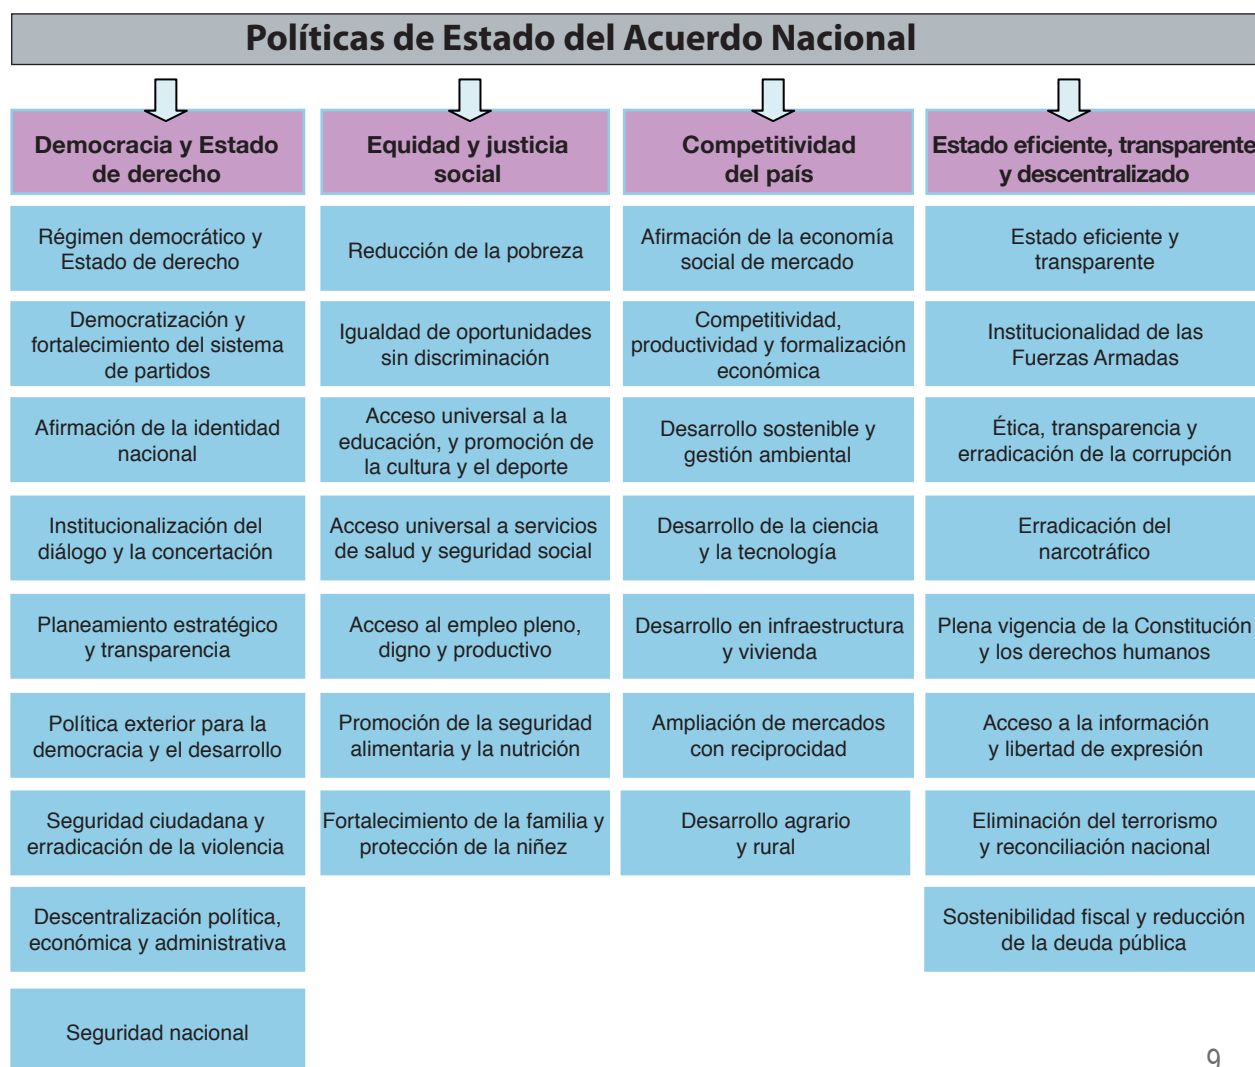 Políticas de Estado del Acuerdo Nacional
Democracia y Estado
de derecho
Régimen democrático y
Estado de derecho
Democratización y
fortalecimiento del sistema
de partidos
Afirmación de la identidad
nacional
Institucionalización del
diálogo y la concertación
Planeamiento estratégico
y transparencia
Política exterior para la
democracia y el desarrollo
Seguridad ciudadana y
erradicación de la violencia
Descentralización política,
económica y administrativa
Seguridad nacional
Equidad y justicia
social
Reducción de la pobreza
Igualdad de oportunidades
sin discriminación
Acceso universal a la
educación, y promoción de
la cultura y el deporte
Acceso universal a servicios
de salud y seguridad social
Acceso al empleo pleno,
digno y productivo
Promoción de la seguridad
alimentaria y la nutrición
Fortalecimiento de la familia y
protección de la niñez
Competitividad
del país
Afirmación de la economía
social de mercado
Competitividad,
productividad y formalización
económica
Desarrollo sostenible y
gestión ambiental
Desarrollo de la ciencia
y la tecnología
Desarrollo en infraestructura
y vivienda
Ampliación de mercados
con reciprocidad
Desarrollo agrario
y rural
Estado eficiente, transparente
y descentralizado
Estado eficiente y
transparente
Institucionalidad de las
Fuerzas Armadas
Ética, transparencia y
erradicación de la corrupción
Erradicación del
narcotráfico
Plena vigencia de la Constitución
y los derechos humanos
Acceso a la información
y libertad de expresión
Eliminación del terrorismo
y reconciliación nacional
Sostenibilidad fiscal y reducción
de la deuda pública
9